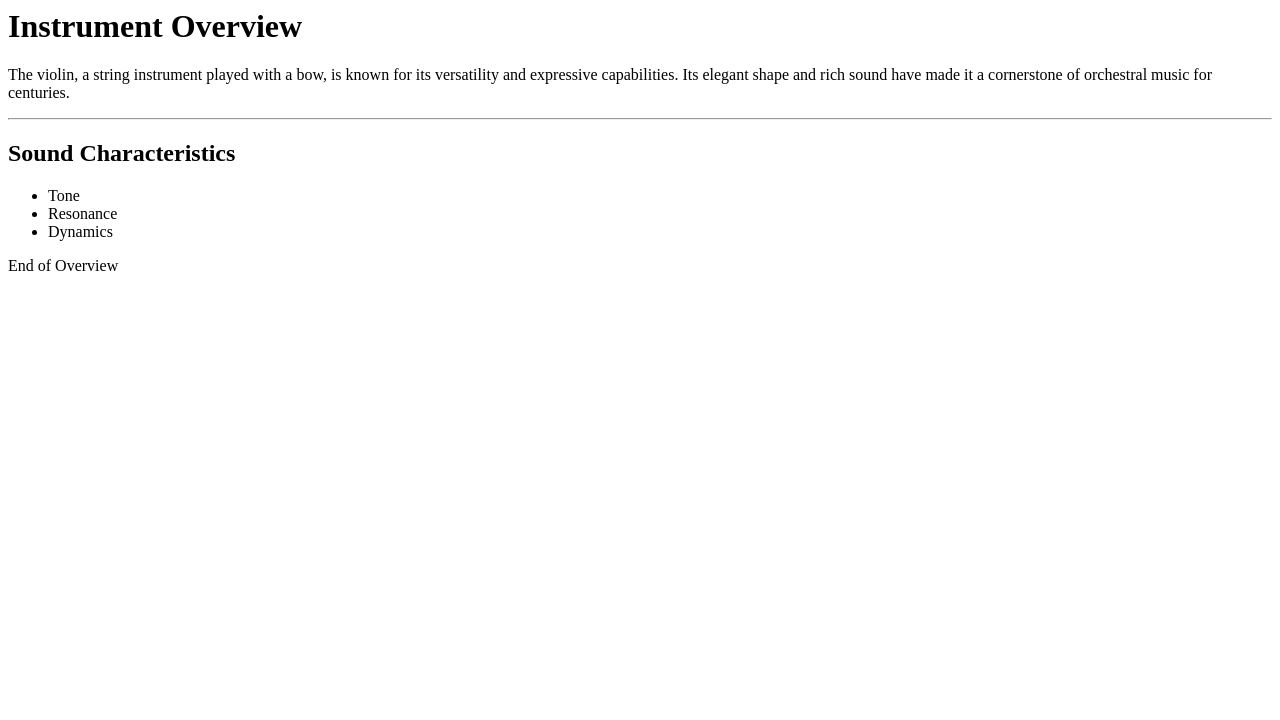 Instrument Overview
The violin, a string instrument played with a bow, is known for its versatility and expressive capabilities. Its elegant shape and rich sound have made it a cornerstone of orchestral music for
centuries.
Sound Characteristics
Tone
Resonance
Dynamics
End of Overview